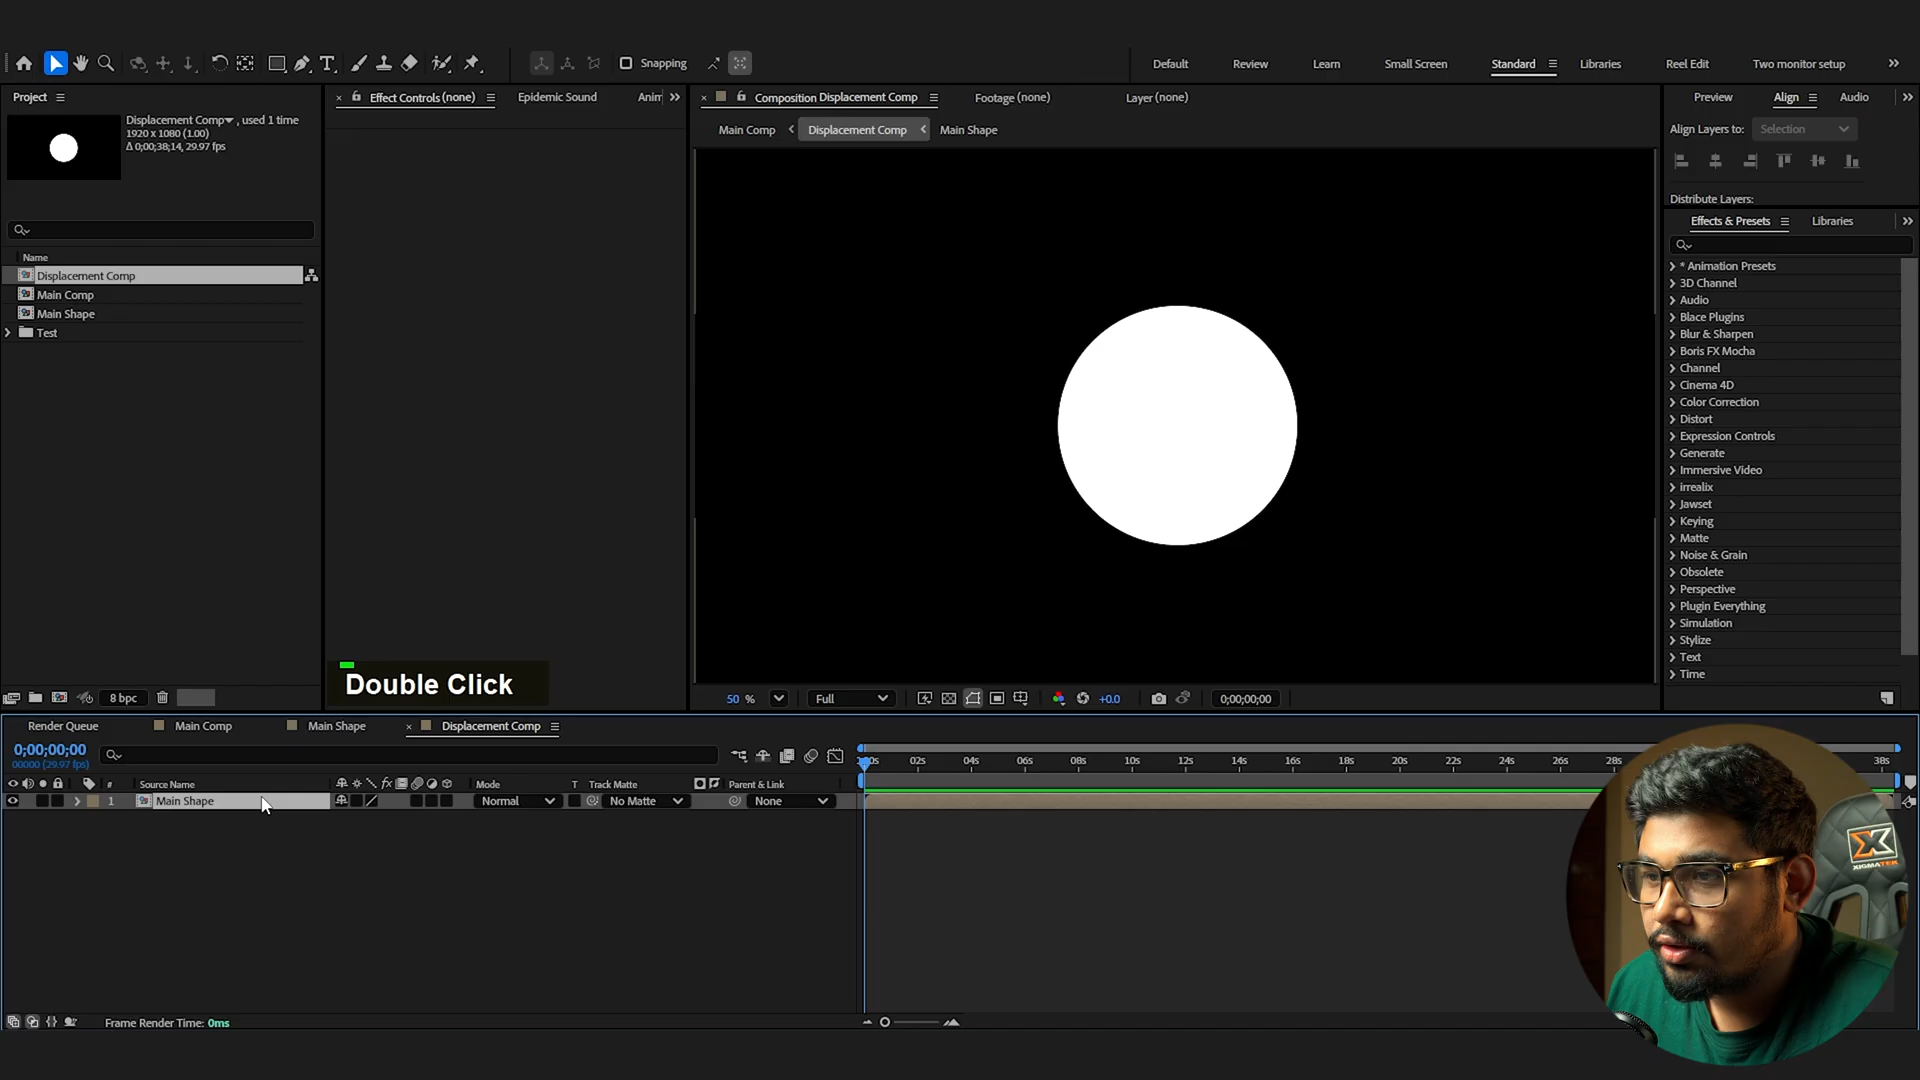 Snapping
Default
Review
Learn
Small Screen
Standard
Libraries
Reel Edit
Two monitor setup
Project
Effect Controls (none)
Epidemic Sound
Anim
Composition Displacement Comp
Footage (none)
Layer (none)
Preview
Align
Audio
Displacement Comp , used 1 time
1920 x 1080 (1.00)
Δ 0;00;38;14, 29.97 fps
Main Comp
Displacement Comp
Main Shape
Align Layers to:
Selection
Distribute Layers:
Effects & Presets
Libraries
Name
Displacement Comp
Main Comp
Main Shape
Test
* Animation Presets
3D Channel
Audio
Blace Plugins
Blur & Sharpen
Boris FX Mocha
Channel
Cinema 4D
Color Correction
Distort
Expression Controls
Generate
Immersive Video
irrealix
Jawset
Keying
Matte
Noise & Grain
Obsolete
Perspective
Plugin Everything
Simulation
Stylize
Text
Time
Double Click
8 bpc
50 %
Full
+0.0
0;00;00;00
Render Queue
Main Comp
Main Shape
Displacement Comp
0;00;00;00
00000 (29.97 fps)
:00s 02s 04s 06s 08s 10s 12s 14s 16s 18s 20s 22s 24s 26s 28s 38s
# Source Name fx Mode T Track Matte Parent & Link
1 Main Shape Normal No Matte None
Frame Render Time: 0ms
XIGMATEK